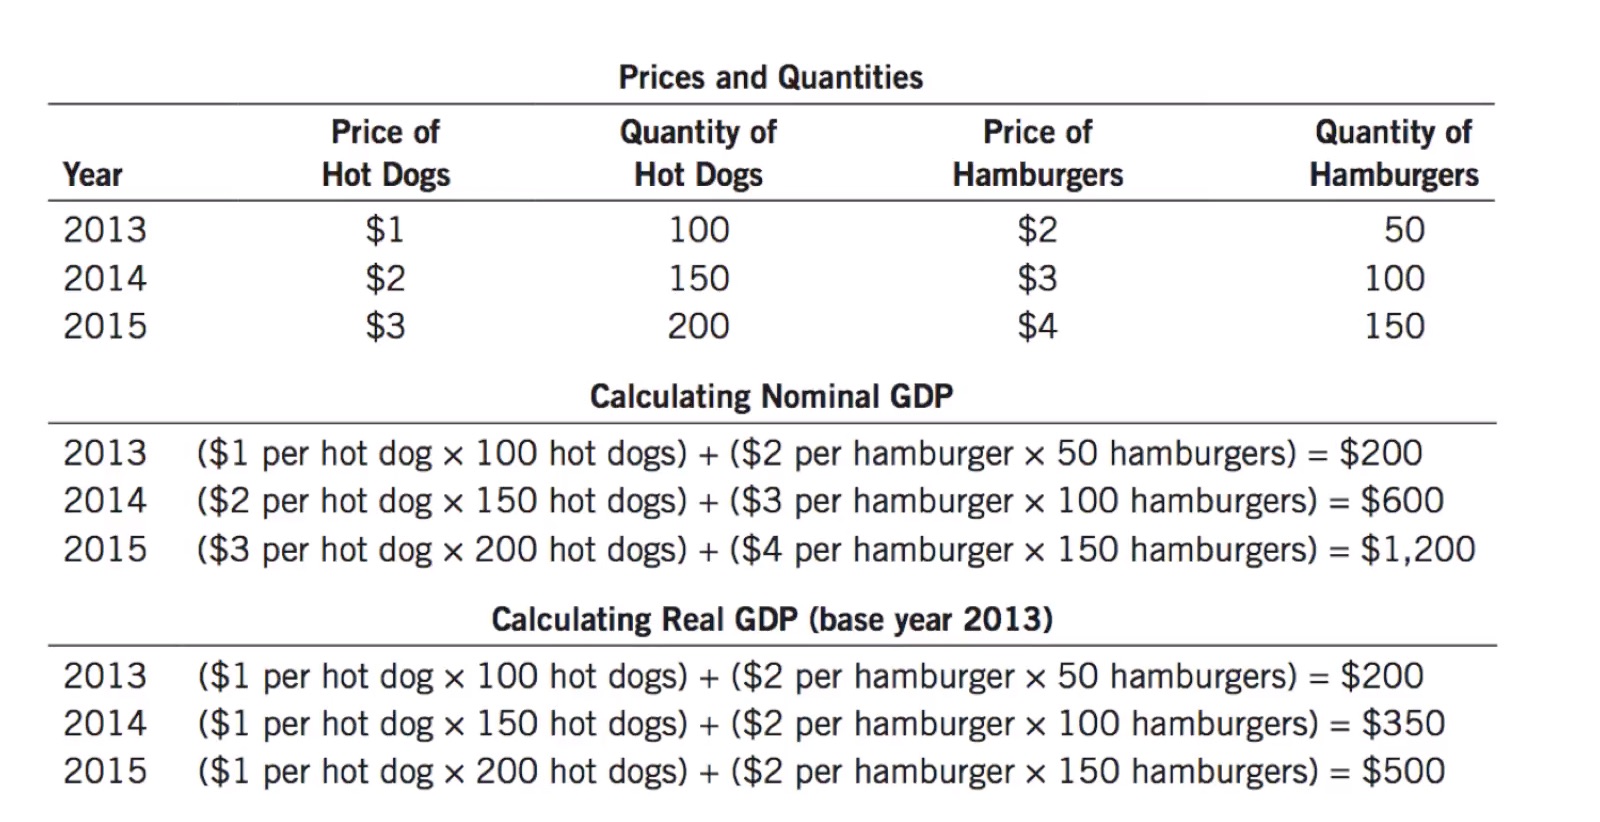 Prices and Quantities
Price of Quantity of Price of Quantity of
Year Hot Dogs Hot Dogs Hamburgers Hamburgers
2013 $1 100 $2 50
2014 $2 150 $3 100
2015 $3 200 $4 150
Calculating Nominal GDP
2013 ($1 per hot dog × 100 hot dogs) + ($2 per hamburger × 50 hamburgers) = $200
2014 ($2 per hot dog × 150 hot dogs) + ($3 per hamburger × 100 hamburgers) = $600
2015 ($3 per hot dog × 200 hot dogs) + ($4 per hamburger × 150 hamburgers) = $1,200
Calculating Real GDP (base year 2013)
2013 ($1 per hot dog × 100 hot dogs) + ($2 per hamburger × 50 hamburgers) = $200
2014 ($1 per hot dog × 150 hot dogs) + ($2 per hamburger × 100 hamburgers) = $350
2015 ($1 per hot dog × 200 hot dogs) + ($2 per hamburger × 150 hamburgers) = $500